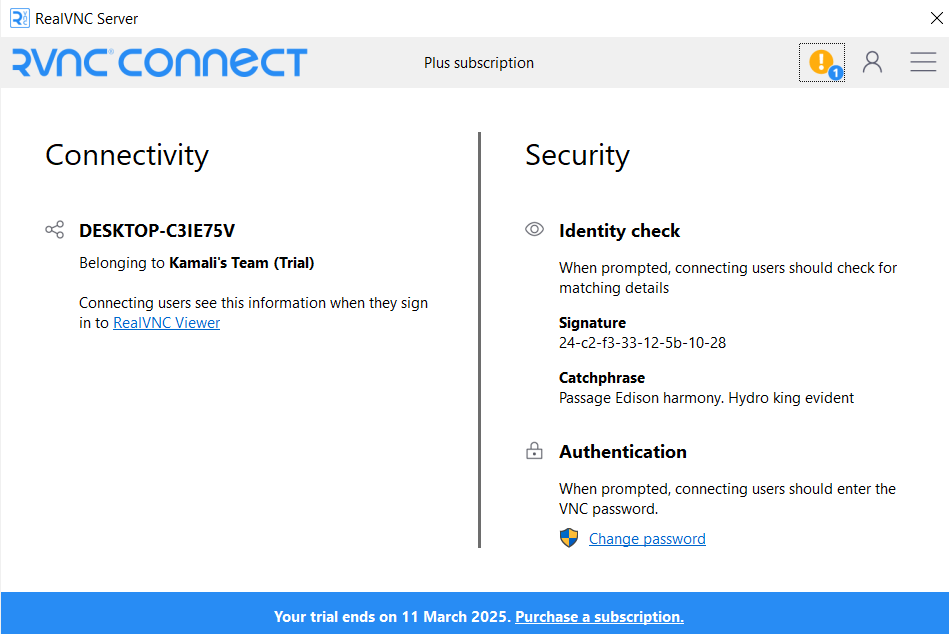 RealVNC Server
RVNC CONNECT
Plus subscription
1
Connectivity
DESKTOP-C3IE75V
Belonging to Kamali's Team (Trial)
Connecting users see this information when they sign
in to RealVNC Viewer
Security
Identity check
When prompted, connecting users should check for
matching details
Signature
24-c2-f3-33-12-5b-10-28
Catchphrase
Passage Edison harmony. Hydro king evident
Authentication
When prompted, connecting users should enter the
VNC password.
Change password
Your trial ends on 11 March 2025. Purchase a subscription.